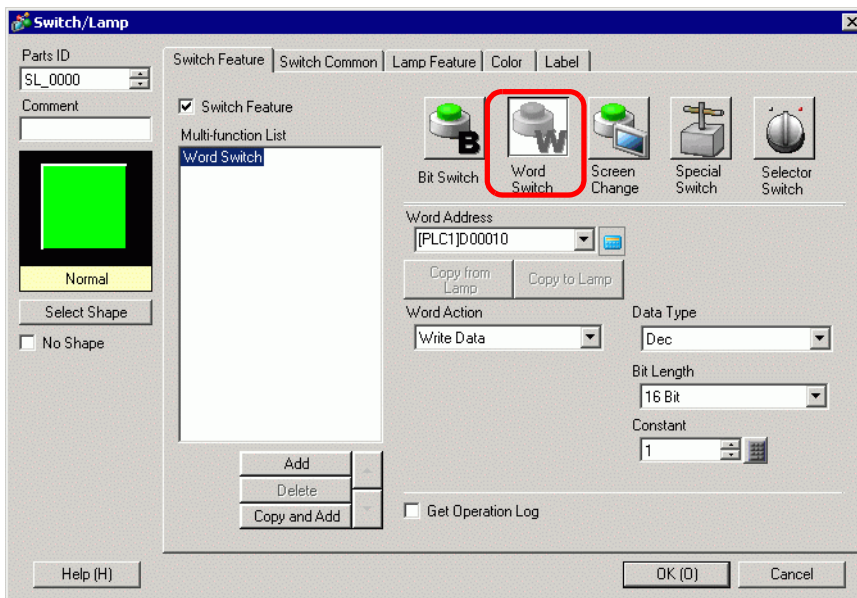 Switch/Lamp
Parts ID
SL_0000
Comment
Normal
Select Shape
No Shape
Help (H)
Switch Feature
Switch Common
Lamp Feature
Color
Label
Switch Feature
Multi-function List
Word Switch
Add
Delete
Copy and Add
B
Bit Switch
W
Word
Switch
Screen
Change
Special
Switch
Selector
Switch
Word Address
[PLC1]D00010
Copy from
Lamp
Copy to Lamp
Word Action
Write Data
Data Type
Dec
Bit Length
16 Bit
Constant
1
Get Operation Log
OK (O)
Cancel